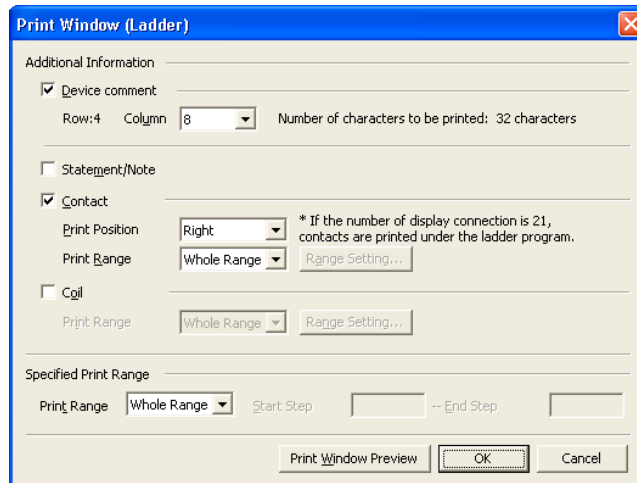 Print Window (Ladder)
Additional Information
Device comment
Row:4 Column 8 Number of characters to be printed: 32 characters
Statement/Note
Contact
Print Position Right * If the number of display connection is 21,
contacts are printed under the ladder program.
Print Range Whole Range Range Setting...
Coil
Print Range Whole Range Range Setting...
Specified Print Range
Print Range Whole Range Start Step -- End Step
Print Window Preview OK Cancel